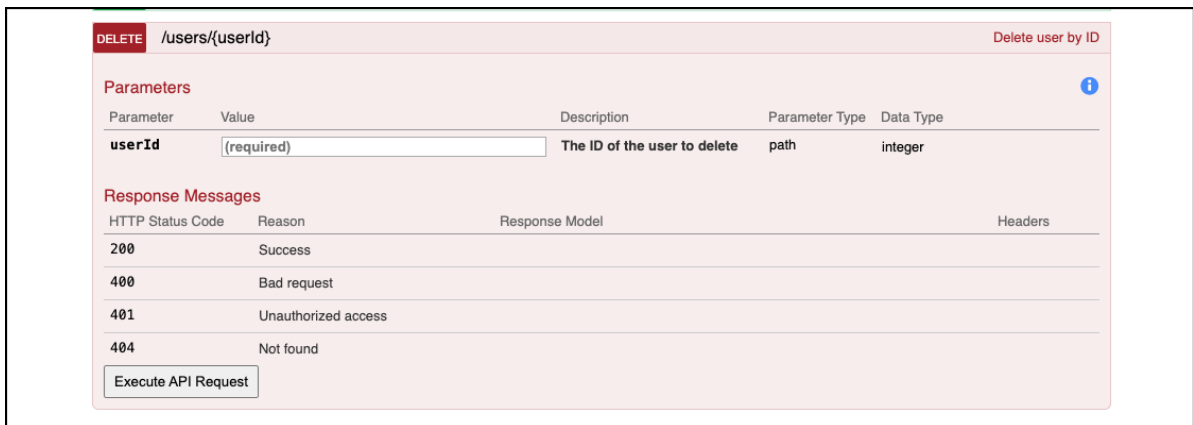 DELETE /users/{userId} Delete user by ID
Parameters
Parameter Value Description Parameter Type Data Type
userId (required) The ID of the user to delete path integer
Response Messages
HTTP Status Code Reason Response Model Headers
200 Success
400 Bad request
401 Unauthorized access
404 Not found
Execute API Request